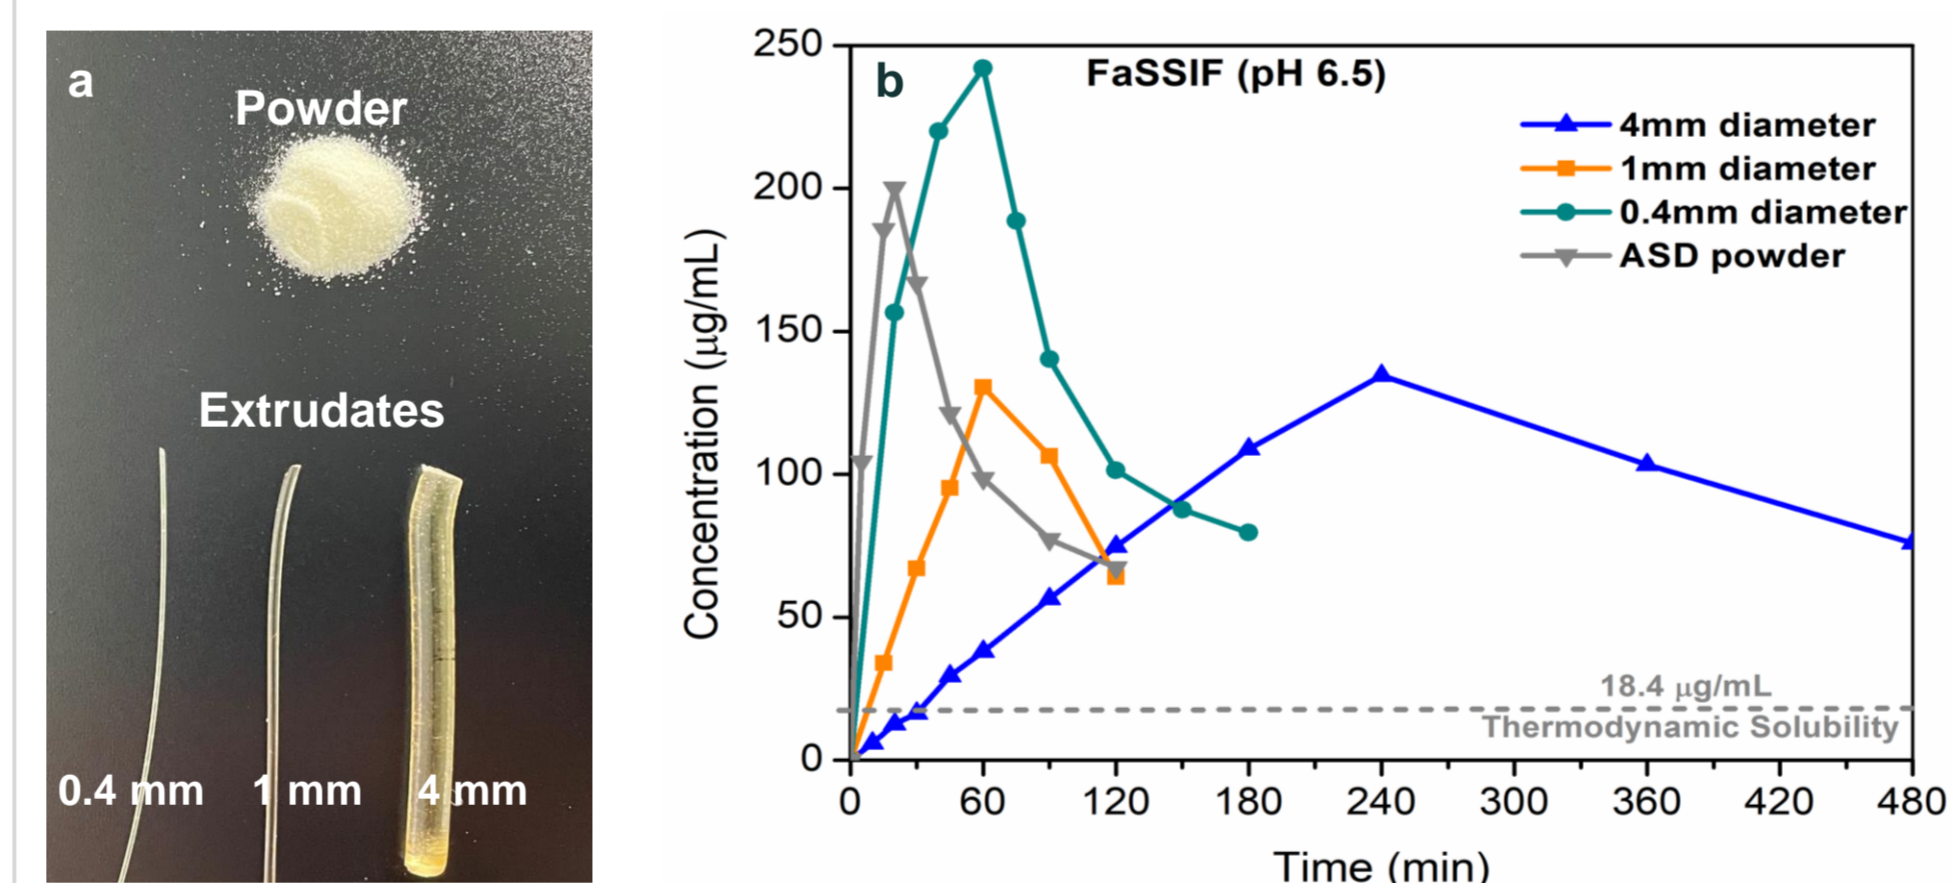 a
Powder
Extrudates
0.4 mm
1 mm
4 mm
b
FaSSIF (pH 6.5)
4mm diameter
1mm diameter
0.4mm diameter
ASD powder
Concentration (µg/mL)
250
200
150
100
50
0
18.4 µg/mL
Thermodynamic Solubility
0 60 120 180 240 300 360 420 480
Time (min)